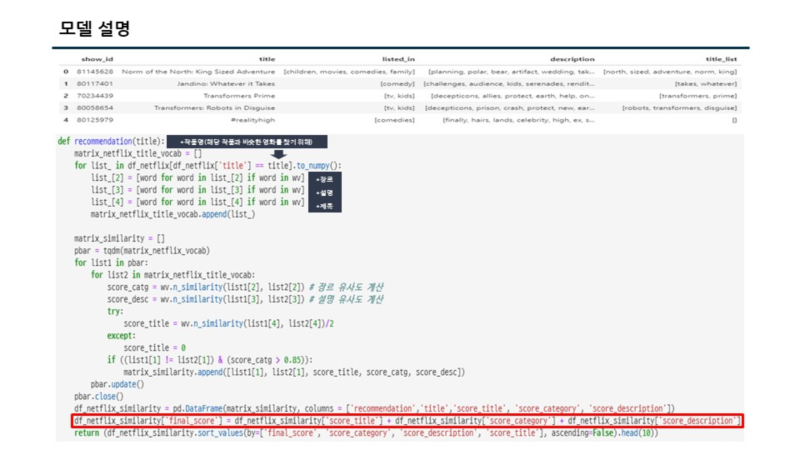 모델 설명
show_id title listed_in description title_list
0 81145628 Norm of the North: King Sized Adventure [children, movies, comedies, family] [planning, polar, bear, artifact, wedding, tak... [north, sized, adventure, norm, king]
1 80117401 Jandino: Whatever it Takes [comedy] [challenges, audience, kids, serenades, rendit... [takes, whatever]
2 70234439 Transformers Prime [tv, kids] [decepticons, allies, protect, earth, help, on... [transformers, prime]
3 80058654 Transformers: Robots in Disguise [tv, kids] [decepticons, prison, crash, protect, new, ear... [robots, transformers, disguise]
4 80125979 #realityhigh [comedies] [finally, hairs, lands, celebrity, high, ex, s... []
def recommendation(title): +작품명(해당 작품과 비슷한 영화를 찾기 위해)
matrix_netflix_title_vocab = []
for list_ in df_netflix[df_netflix['title'] == title].to_numpy():
list_[2] = [word for word in list_[2] if word in wv] +장르
list_[3] = [word for word in list_[3] if word in wv] +설명
list_[4] = [word for word in list_[4] if word in wv] +제목
matrix_netflix_title_vocab.append(list_)
matrix_similarity = []
pbar = tqdm(matrix_netflix_vocab)
for list1 in pbar:
for list2 in matrix_netflix_title_vocab:
score_catg = wv.n_similarity(list1[2], list2[2]) # 장르 유사도 계산
score_desc = wv.n_similarity(list1[3], list2[3]) # 설명 유사도 계산
try:
score_title = wv.n_similarity(list1[4], list2[4])/2
except:
score_title = 0
if ((list1[1] != list2[1]) & (score_catg > 0.85)):
matrix_similarity.append([list1[1], list2[1], score_title, score_catg, score_desc])
pbar.update()
pbar.close()
df_netflix_similarity = pd.DataFrame(matrix_similarity, columns = ['recommendation','title','score_title', 'score_category', 'score_description'])
df_netflix_similarity['final_score'] = df_netflix_similarity['score_title'] + df_netflix_similarity['score_category'] + df_netflix_similarity['score_description']
return (df_netflix_similarity.sort_values(by=['final_score', 'score_category', 'score_description', 'score_title'], ascending=False).head(10))